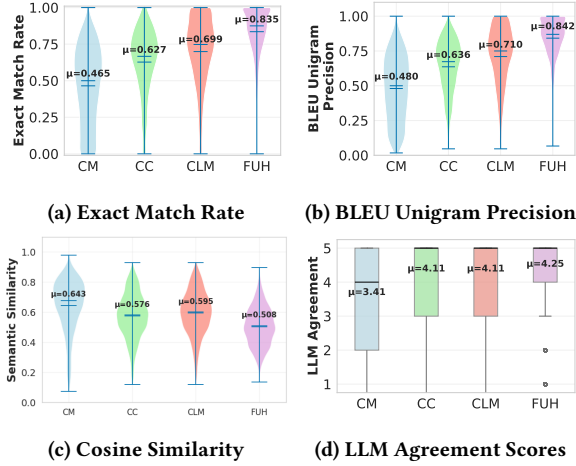 Exact Match Rate
1.00
0.75
0.50
0.25
0.00
μ=0.465
μ=0.627
μ=0.699
μ=0.835
CM CC CLM FUH
(a) Exact Match Rate
BLEU Unigram
Precision
1.00
0.75
0.50
0.25
0.00
μ=0.480
μ=0.636
μ=0.710
μ=0.842
CM CC CLM FUH
(b) BLEU Unigram Precision
Semantic Similarity
1.0
0.8
0.6
0.4
0.2
0.0
μ=0.643
μ=0.576
μ=0.595
μ=0.508
CM CC CLM FUH
(c) Cosine Similarity
LLM Agreement
5
4
3
2
1
μ=3.41
μ=4.11
μ=4.11
μ=4.25
CM CC CLM FUH
(d) LLM Agreement Scores